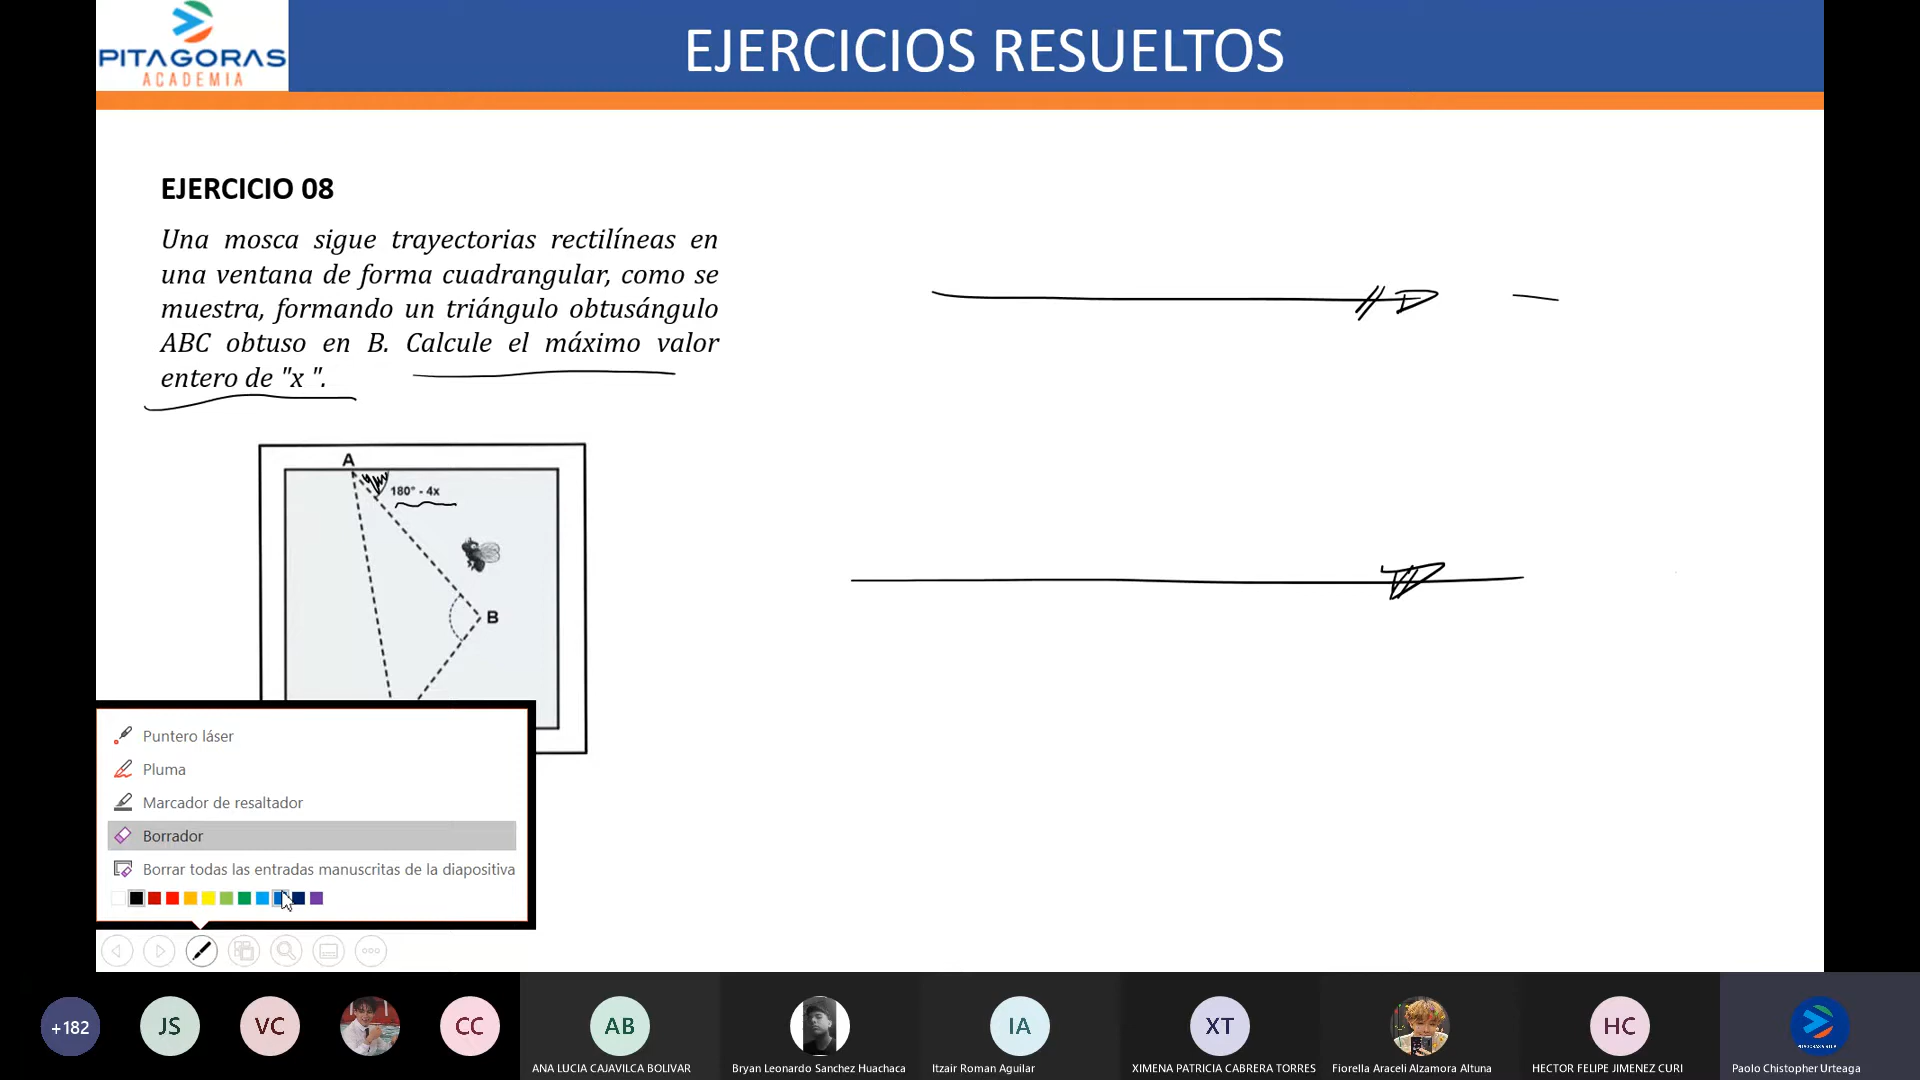 PITAGORAS
ACADEMIA
EJERCICIOS RESUELTOS
EJERCICIO 08
Una mosca sigue trayectorias rectilíneas en
una ventana de forma cuadrangular, como se
muestra, formando un triángulo obtusángulo
ABC obtuso en B. Calcule el máximo valor
entero de "x ".
A
180° - 4x
B
Puntero láser
Pluma
Marcador de resaltador
Borrador
Borrar todas las entradas manuscritas de la diapositiva
+182
JS
VC
CC
AB
IA
XT
HC
ANA LUCIA CAJAVILCA BOLIVAR
Bryan Leonardo Sanchez Huachaca
Itzair Roman Aguilar
XIMENA PATRICIA CABRERA TORRES
Fiorella Araceli Alzamora Altuna
HECTOR FELIPE JIMENEZ CURI
Paolo Chistopher Urteaga